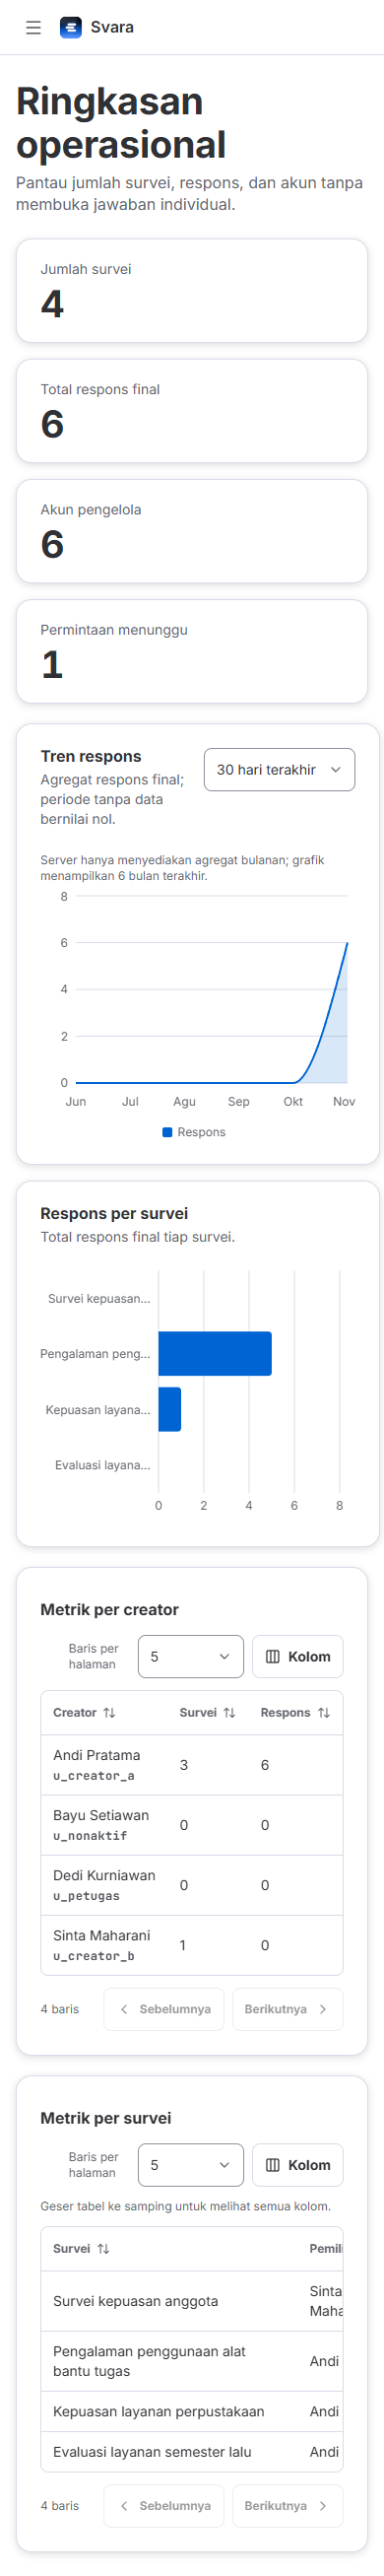 Svara
Ringkasan
operasional
Pantau jumlah survei, respons, dan akun tanpa
membuka jawaban individual.
Jumlah survei
4
Total respons final
6
Akun pengelola
6
Permintaan menunggu
1
Tren respons
30 hari terakhir
Agregat respons final;
periode tanpa data
bernilai nol.
Server hanya menyediakan agregat bulanan; grafik
menampilkan 6 bulan terakhir.
8
6
4
2
0
Jun Jul Agu Sep Okt Nov
Respons
Respons per survei
Total respons final tiap survei.
Survei kepuasan...
Pengalaman peng...
Kepuasan layana...
Evaluasi layana...
0 2 4 6 8
Metrik per creator
Baris per
halaman
5
Kolom
Creator Survei Respons
Andi Pratama
u_creator_a
3 6
Bayu Setiawan
u_nonaktif
0 0
Dedi Kurniawan
u_petugas
0 0
Sinta Maharani
u_creator_b
1 0
4 baris Sebelumnya Berikutnya
Metrik per survei
Baris per
halaman
5
Kolom
Geser tabel ke samping untuk melihat semua kolom.
Survei Pemili
Survei kepuasan anggota
Sinta
Maha
Pengalaman penggunaan alat
bantu tugas
Andi
Kepuasan layanan perpustakaan Andi
Evaluasi layanan semester lalu Andi
4 baris Sebelumnya Berikutnya